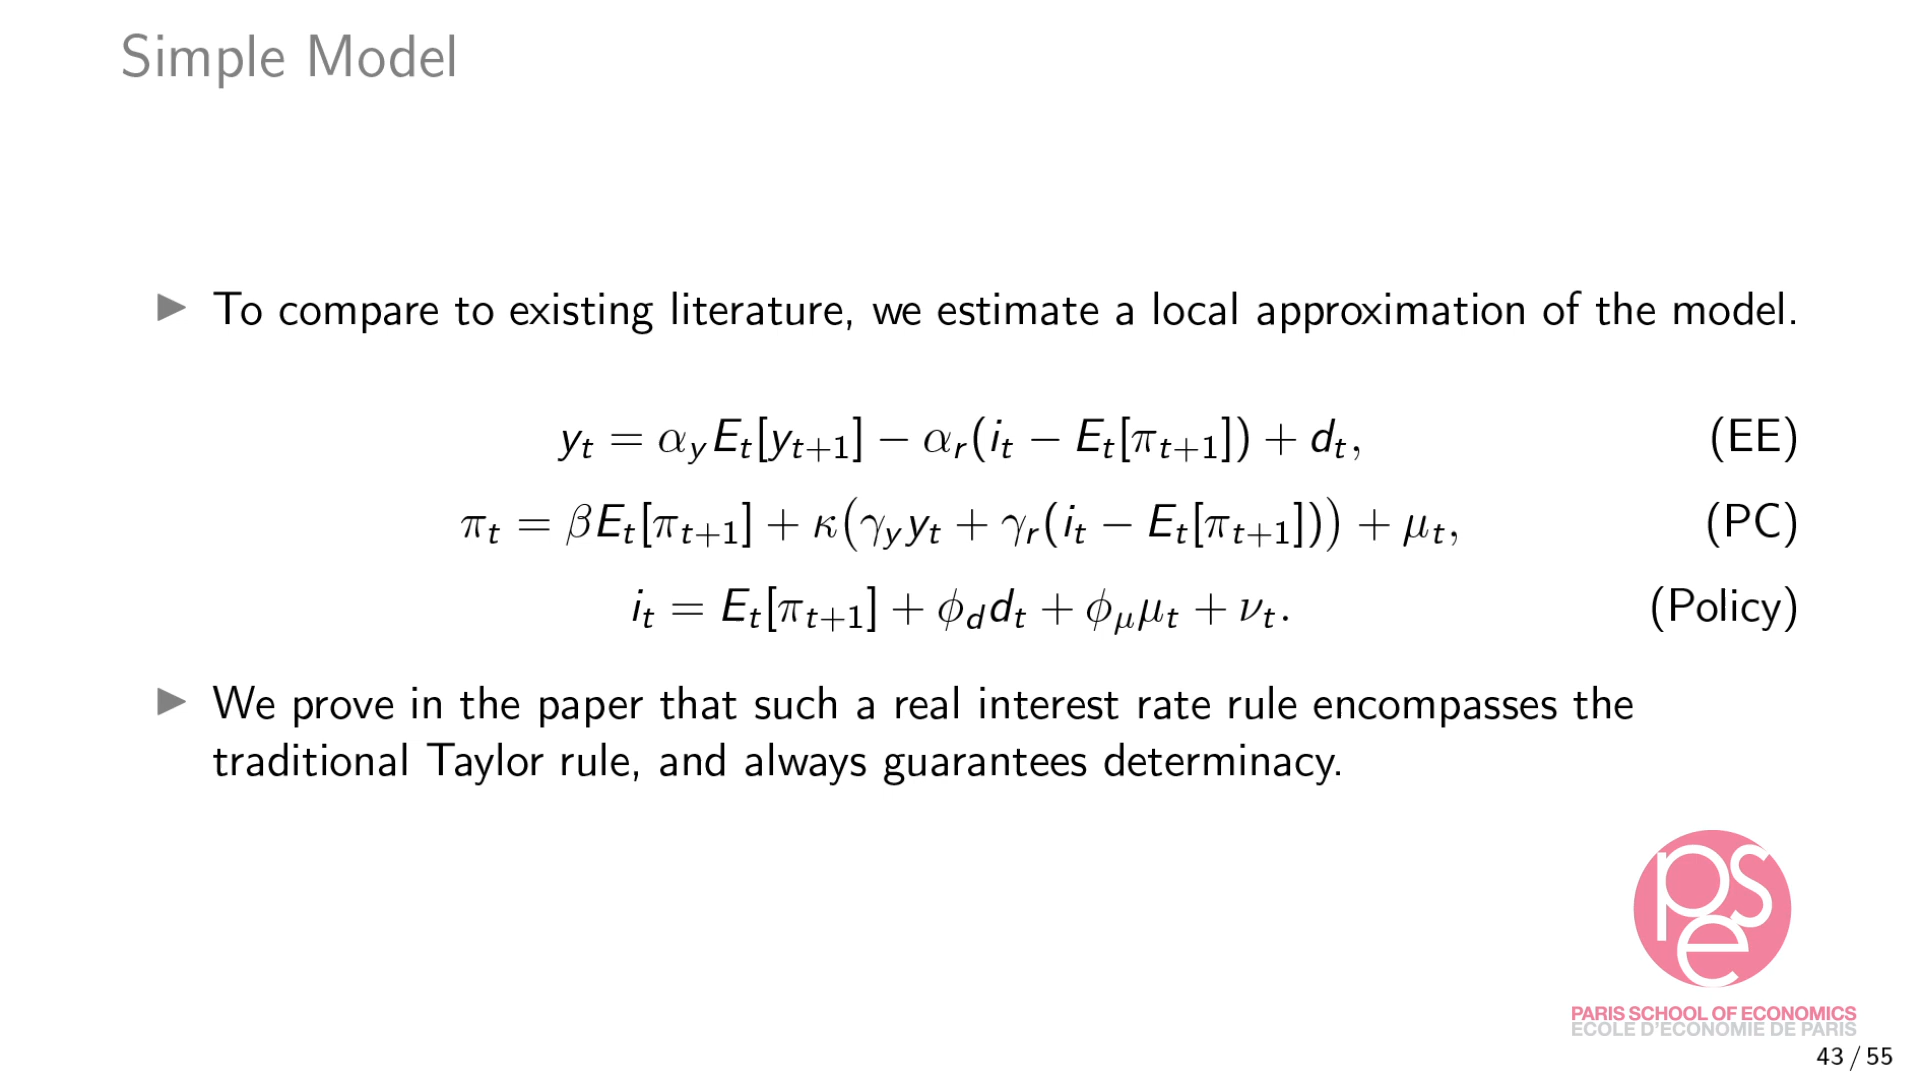 Simple Model
▶ To compare to existing literature, we estimate a local approximation of the model.
y_t = α_y E_t[y_{t+1}] − α_r(i_t − E_t[π_{t+1}]) + d_t, (EE)
π_t = βE_t[π_{t+1}] + κ(γ_y y_t + γ_r(i_t − E_t[π_{t+1}])) + μ_t, (PC)
i_t = E_t[π_{t+1}] + ϕ_d d_t + ϕ_μ μ_t + ν_t. (Policy)
▶ We prove in the paper that such a real interest rate rule encompasses the
traditional Taylor rule, and always guarantees determinacy.
pse
PARIS SCHOOL OF ECONOMICS
ECOLE D'ECONOMIE DE PARIS
43 / 55